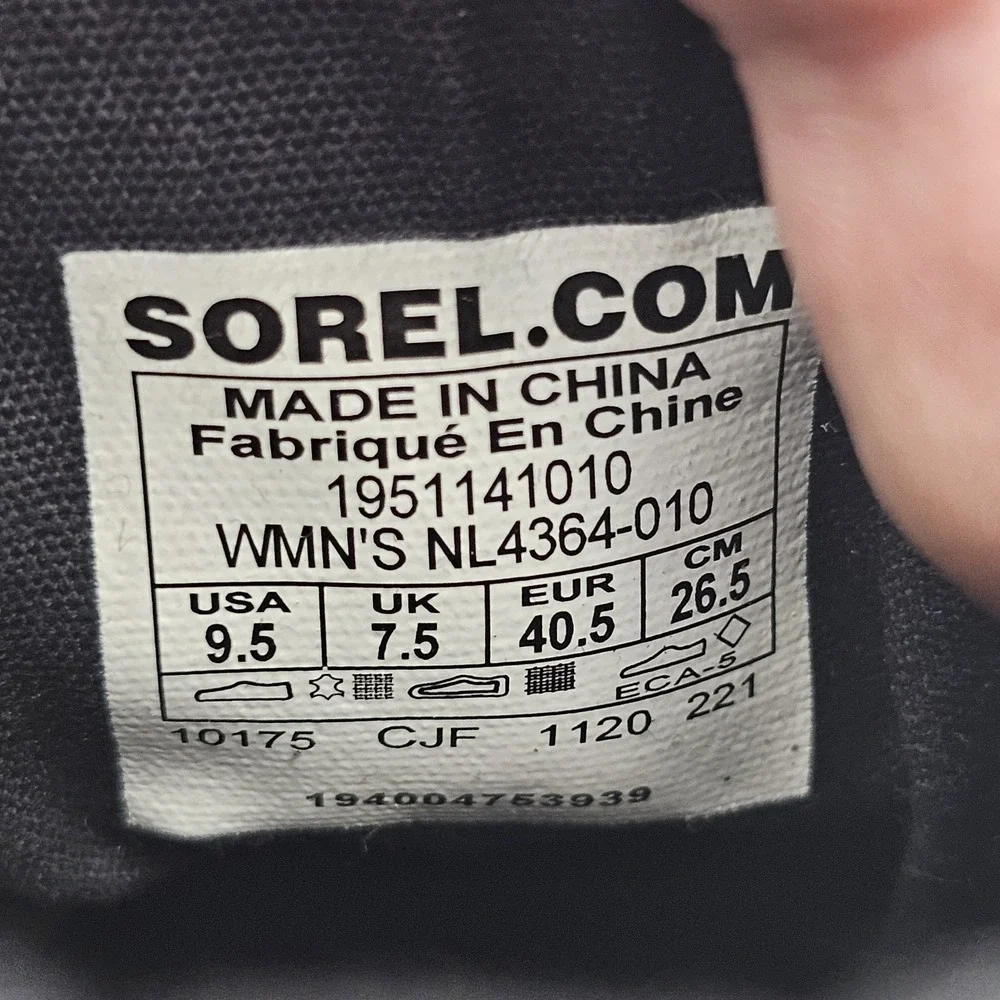 SOREL.COM
MADE IN CHINA
Fabriqué En Chine
1951141010
WMN'S NL4364-010
USA UK EUR CM
9.5 7.5 40.5 26.5
ECA-5
10175 CJF 1120 221
194004753939